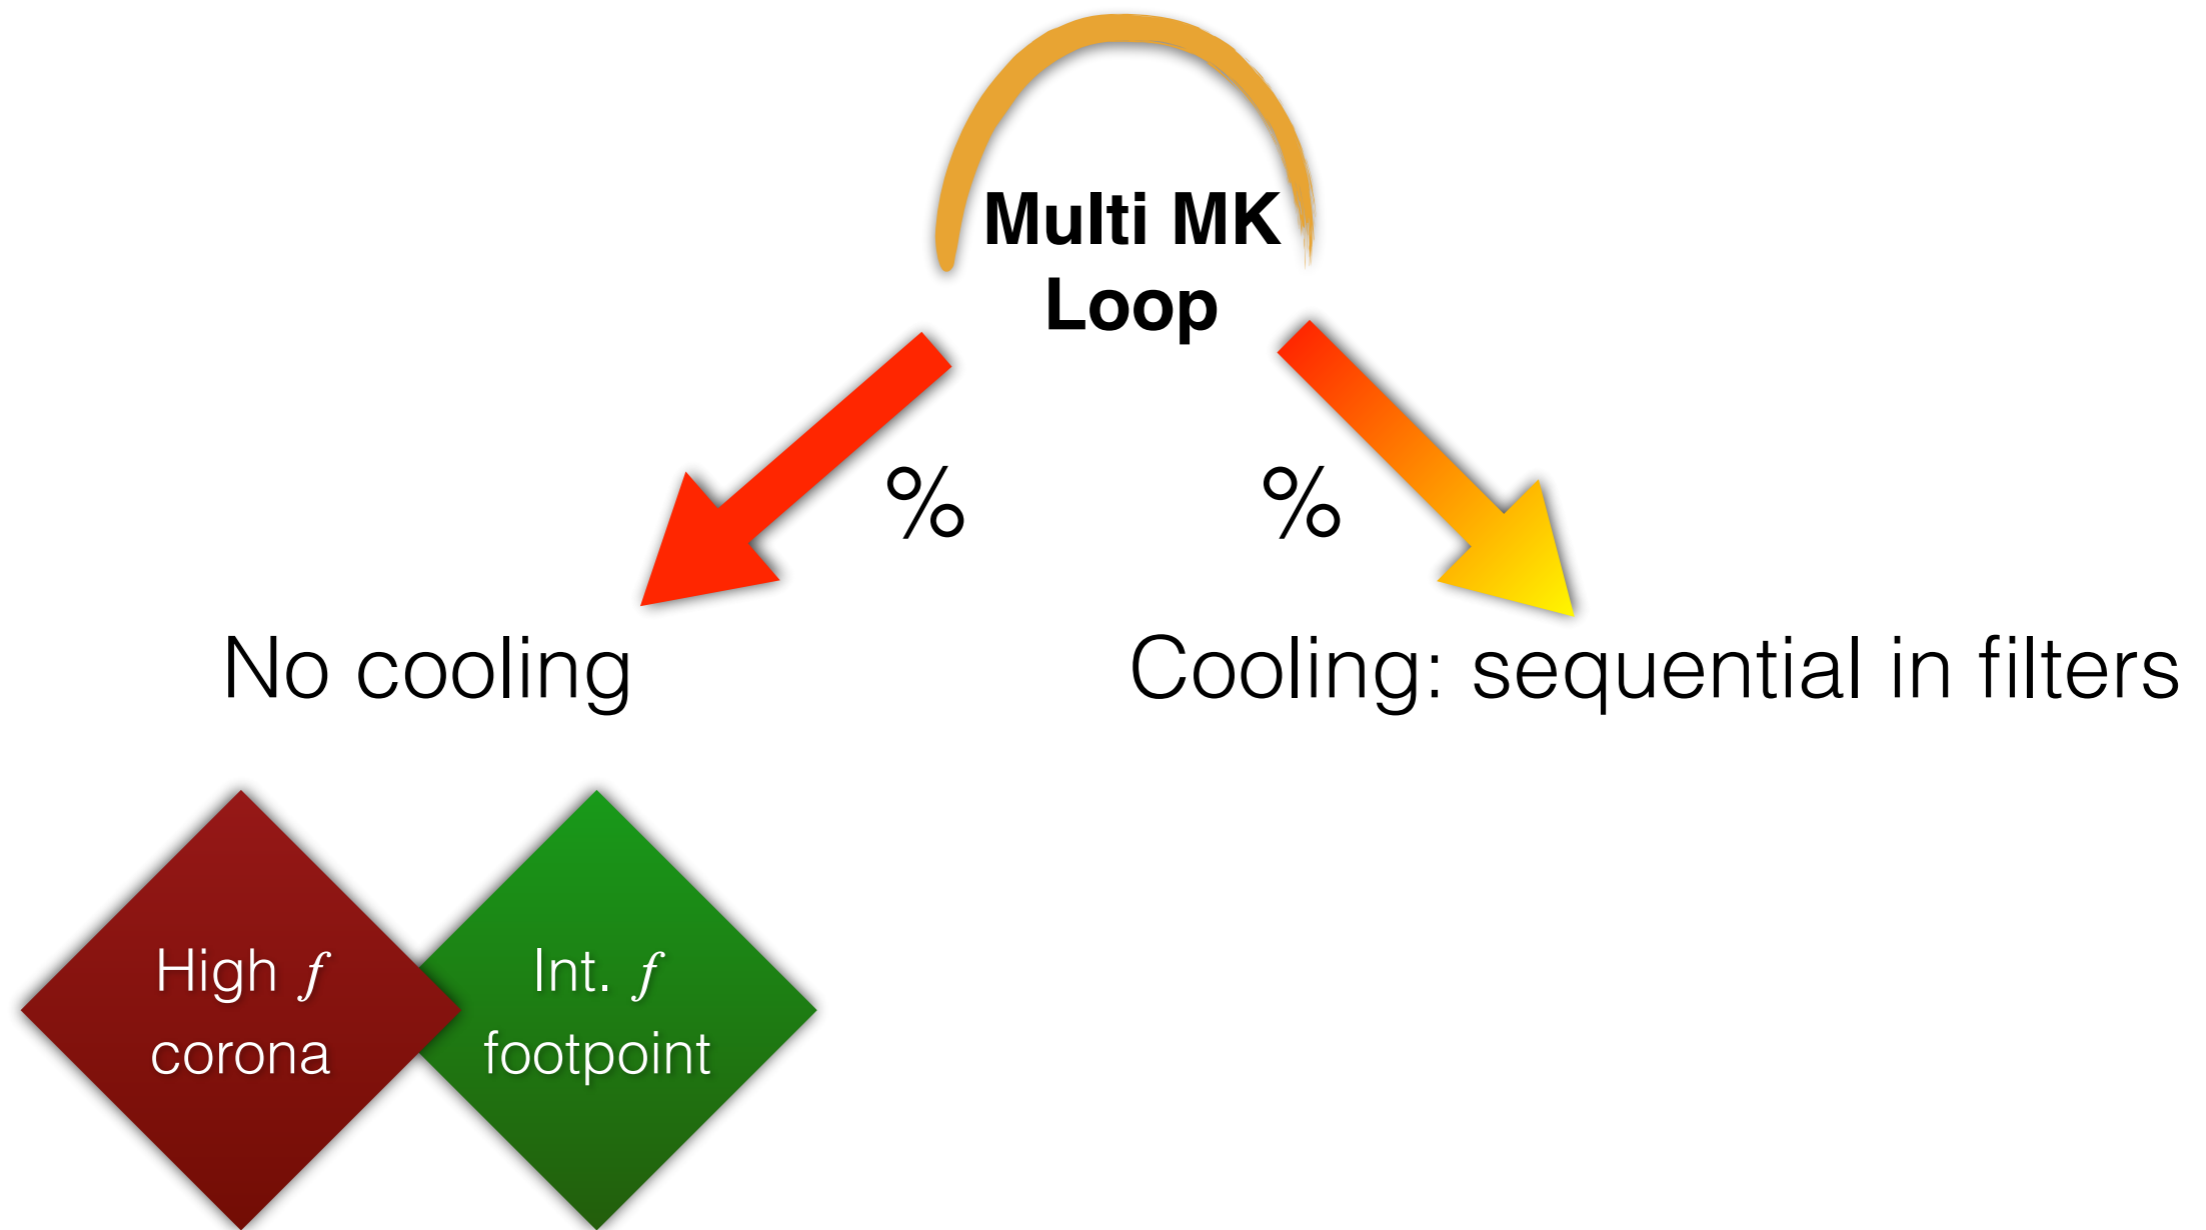 Multi MK
Loop
%
%
No cooling
Cooling: sequential in filters
High f
corona
Int. f
footpoint